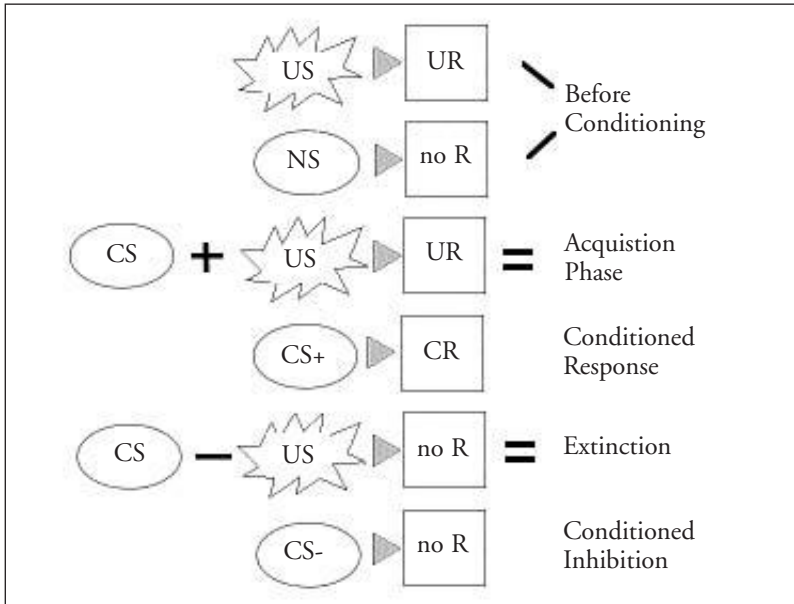 US UR
Before
Conditioning
NS no R
CS + US UR = Acquistion
Phase
CS+ CR Conditioned
Response
CS – US no R = Extinction
CS- no R Conditioned
Inhibition